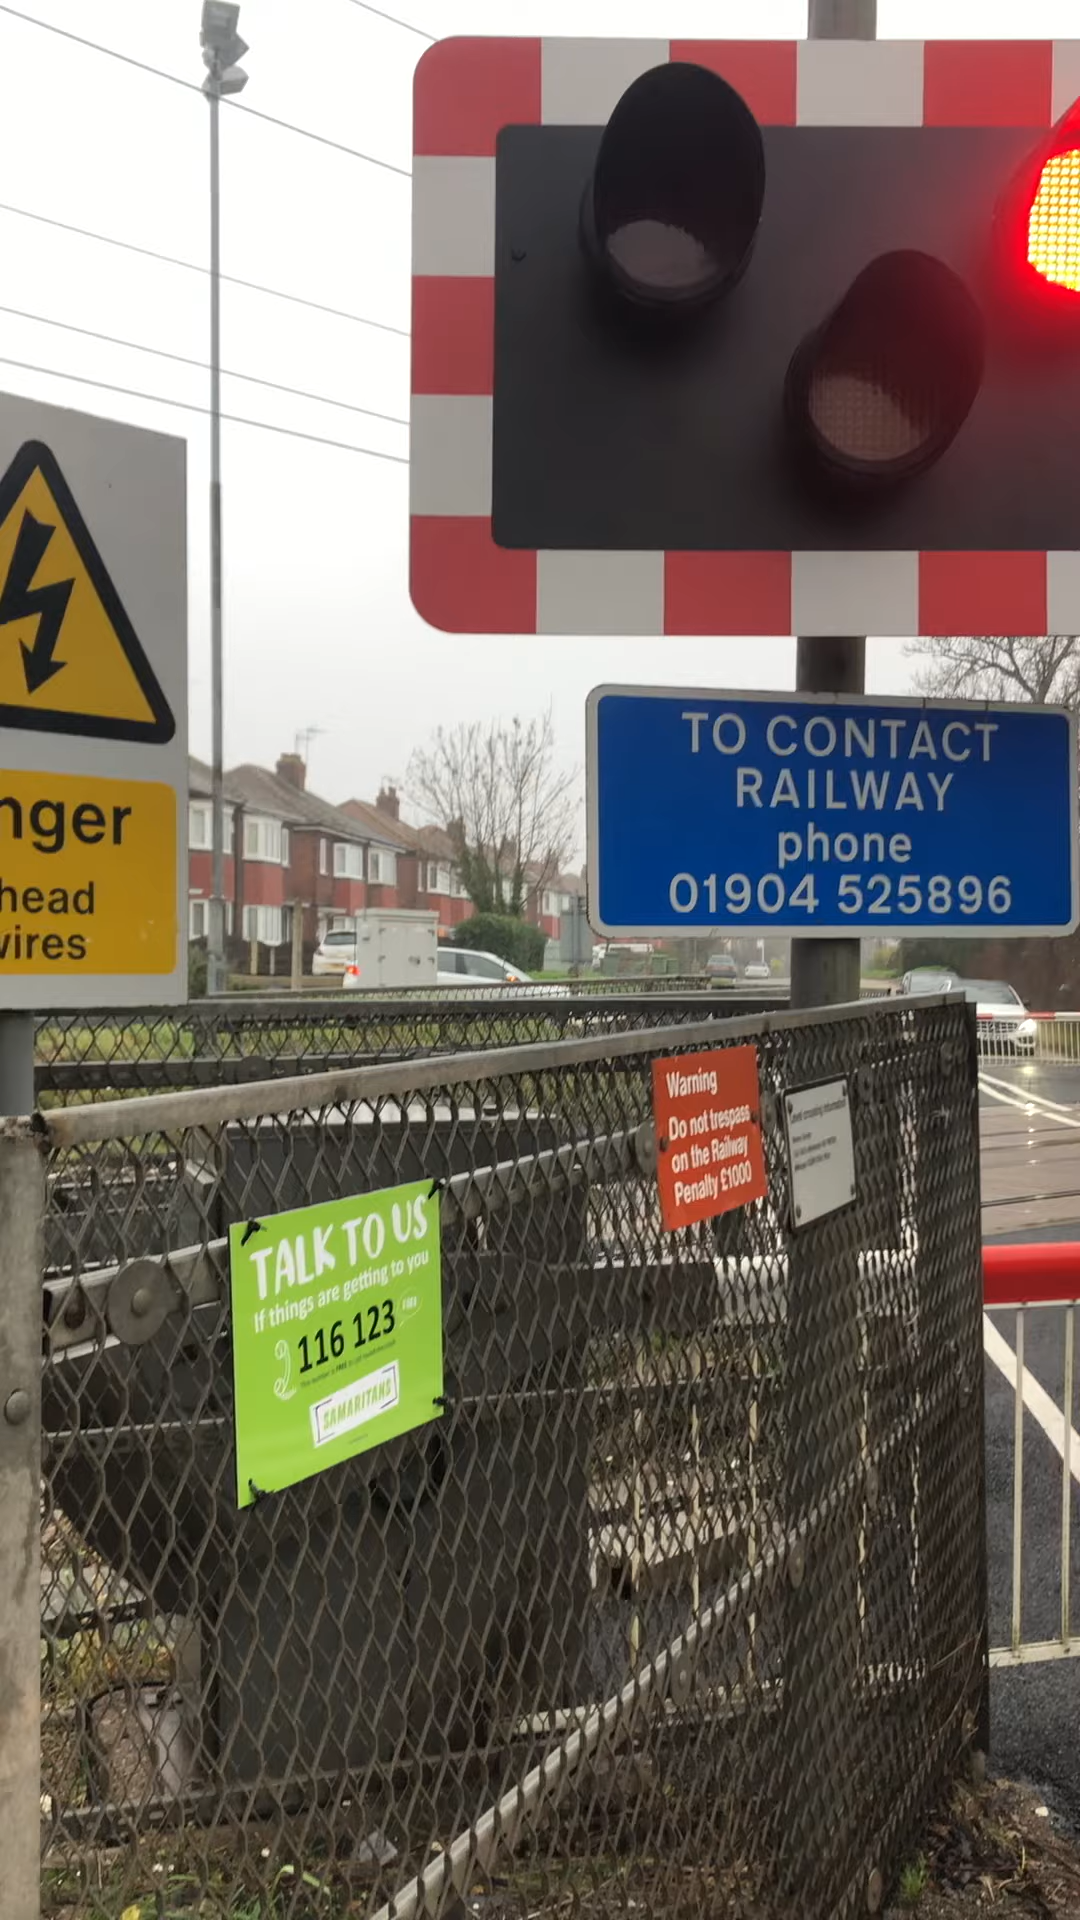 nger
head
wires
TO CONTACT
RAILWAY
phone
01904 525896
Warning
Do not trespass
on the Railway
Penalty £1000
TALK TO US
If things are getting to you
116 123
FREE
SAMARITANS